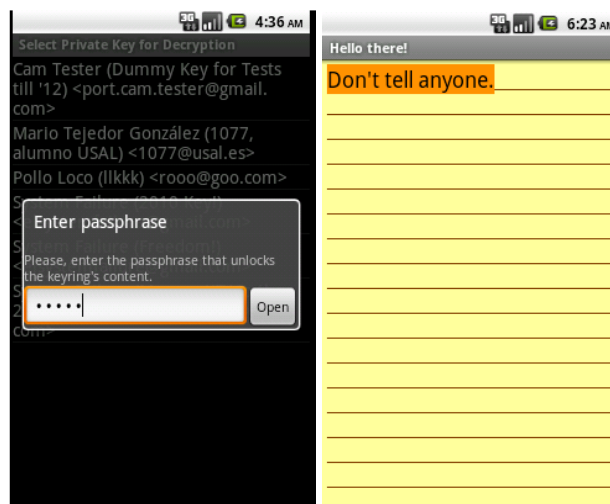 3G 4:36 AM
Select Private Key for Decryption
Cam Tester (Dummy Key for Tests
till '12) <port.cam.tester@gmail.
com>
Mario Tejedor González (1077,
alumno USAL) <1077@usal.es>
Pollo Loco (llkkk) <rooo@goo.com>
Enter passphrase
Please, enter the passphrase that unlocks
the keyring's content.
•••••
Open
com>
3G 6:23 AM
Hello there!
Don't tell anyone.